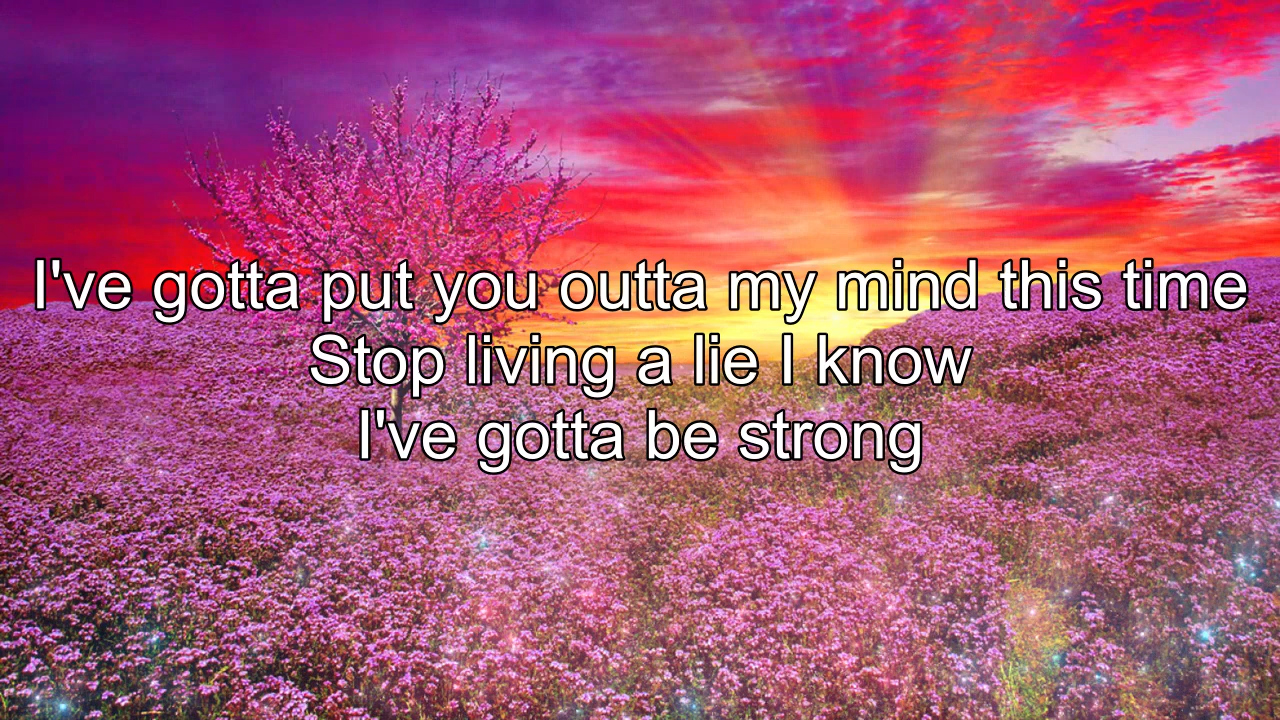 I've gotta put you outta my mind this time
Stop living a lie I know
I've gotta be strong